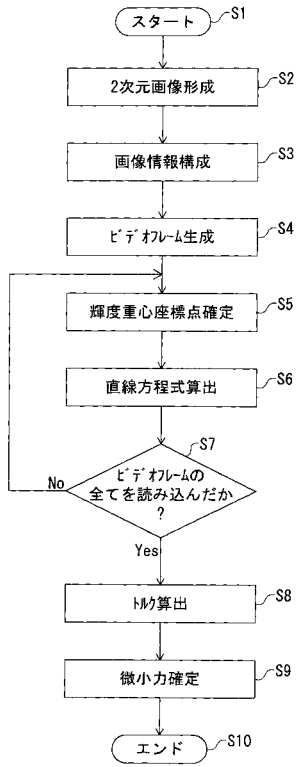 スタート
S1
2次元画像形成
S2
画像情報構成
S3
ビデオフレーム生成
S4
輝度重心座標点確定
S5
直線方程式算出
S6
S7
ビデオフレームの
全てを読み込んだか
?
No
Yes
トルク算出
S8
微小力確定
S9
エンド
S10